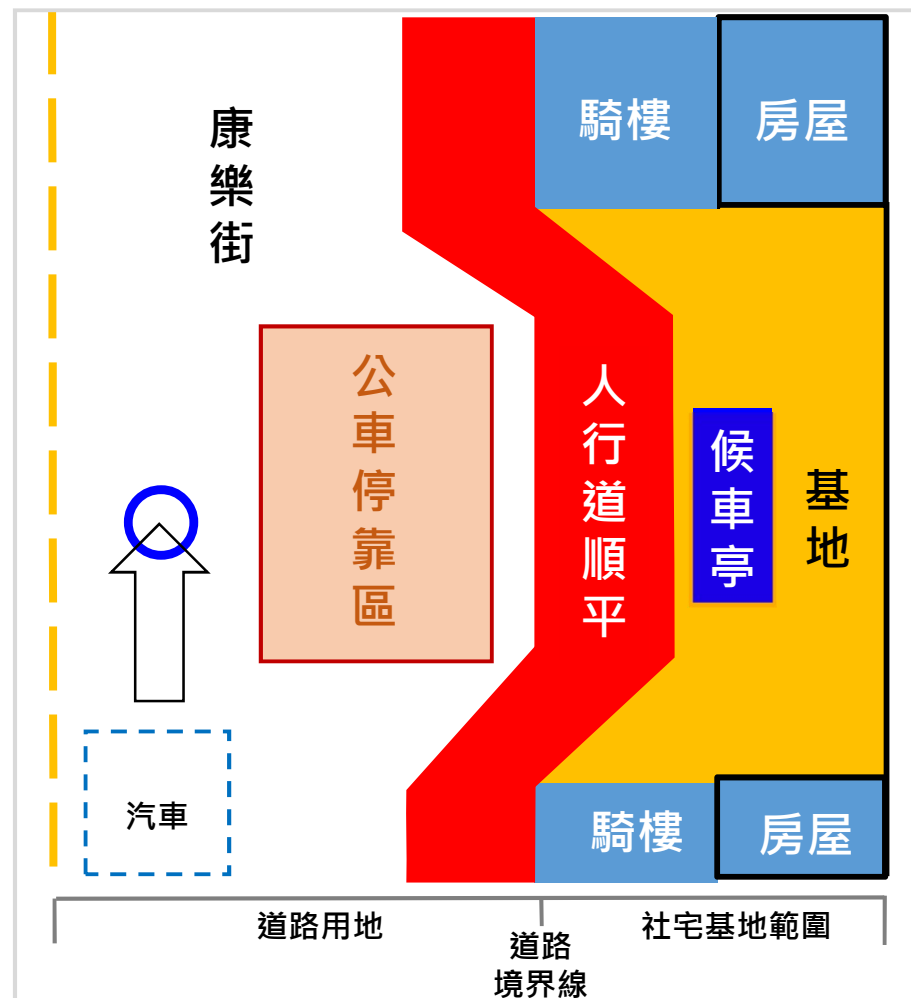 騎樓
房屋
康樂街
公車停靠區
人行道順平
候車亭
基地
汽車
騎樓
房屋
道路用地
道路
境界線
社宅基地範圍